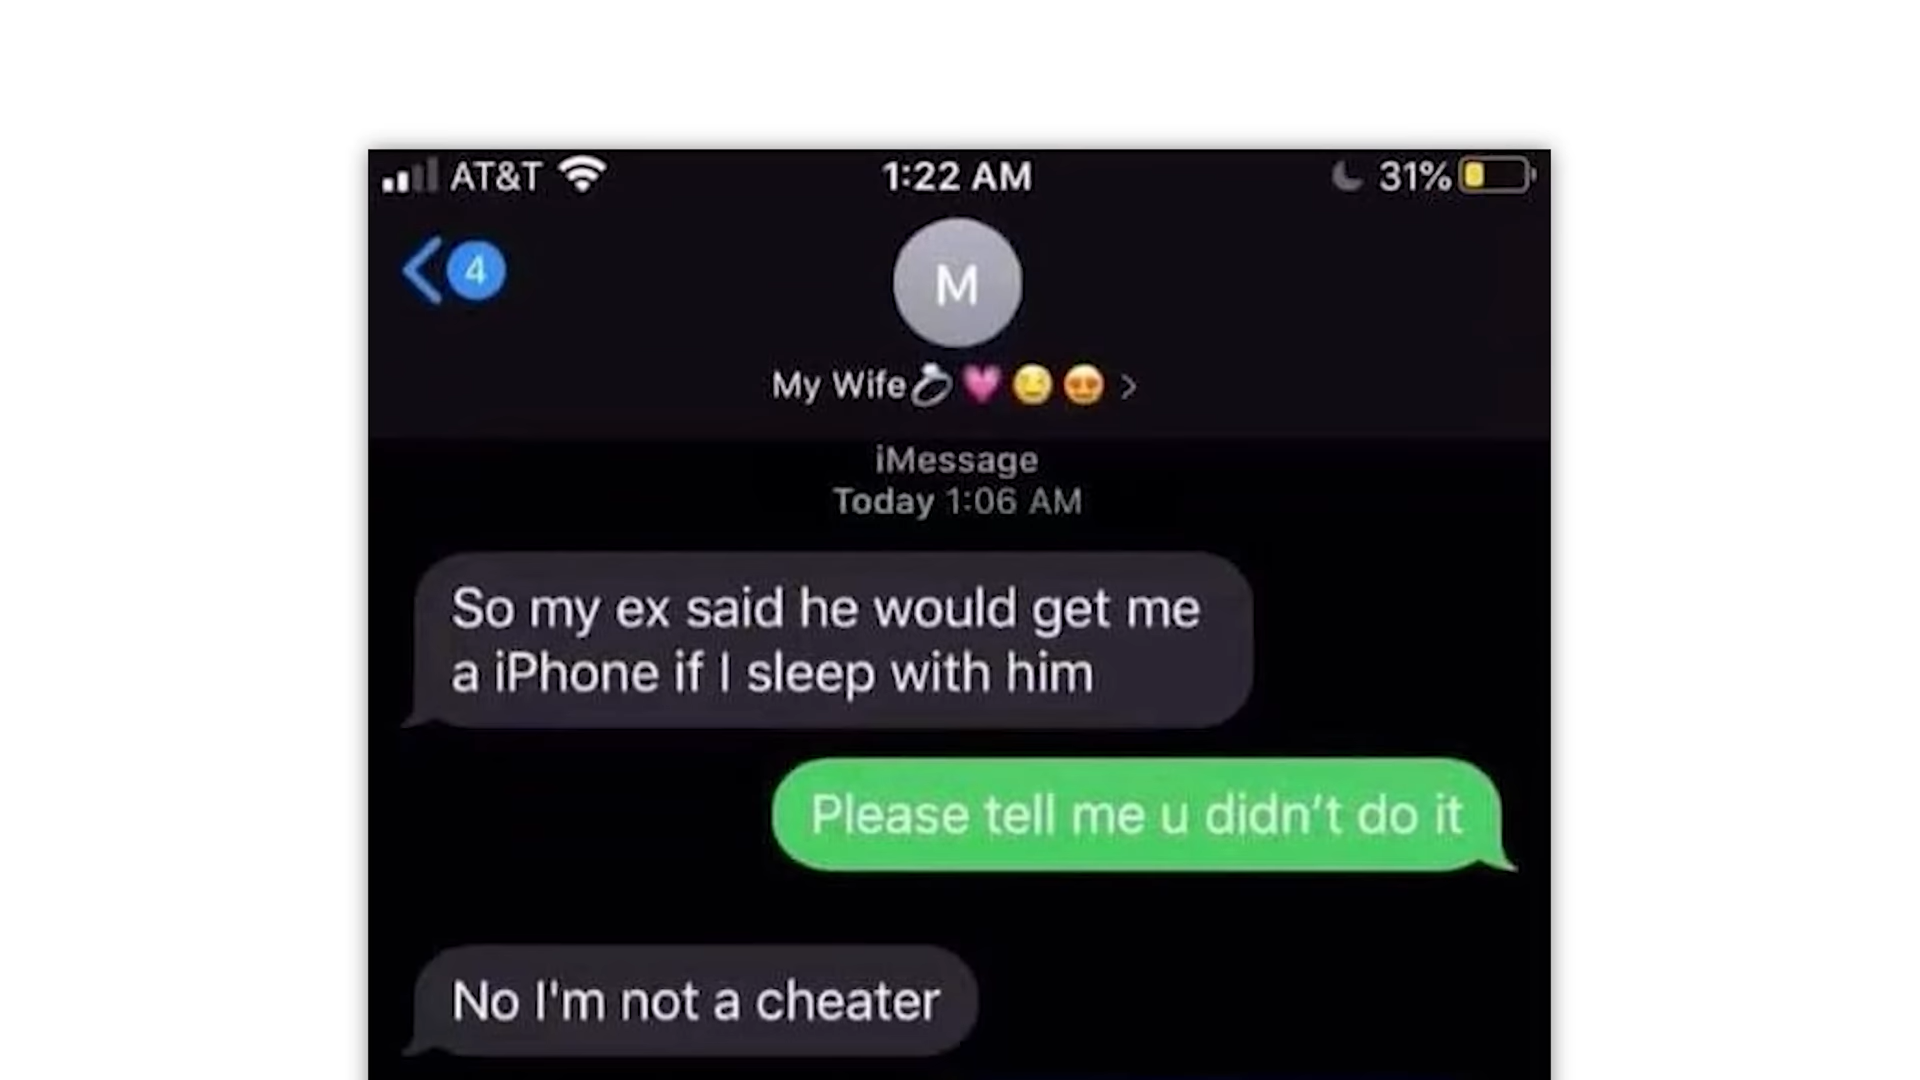 AT&T 1:22 AM 31%
4
M
My Wife💍💗😏😍 >
iMessage
Today 1:06 AM
So my ex said he would get me
a iPhone if I sleep with him
Please tell me u didn’t do it
No I'm not a cheater